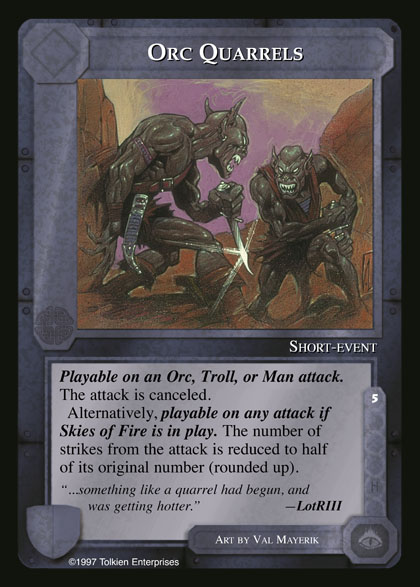 Orc Quarrels
Short-event
Playable on an Orc, Troll, or Man attack.
The attack is canceled.
Alternatively, playable on any attack if
Skies of Fire is in play. The number of
strikes from the attack is reduced to half
of its original number (rounded up).
5
“...something like a quarrel had begun, and
was getting hotter.” –LotRIII
Art by Val Mayerik
©1997 Tolkien Enterprises